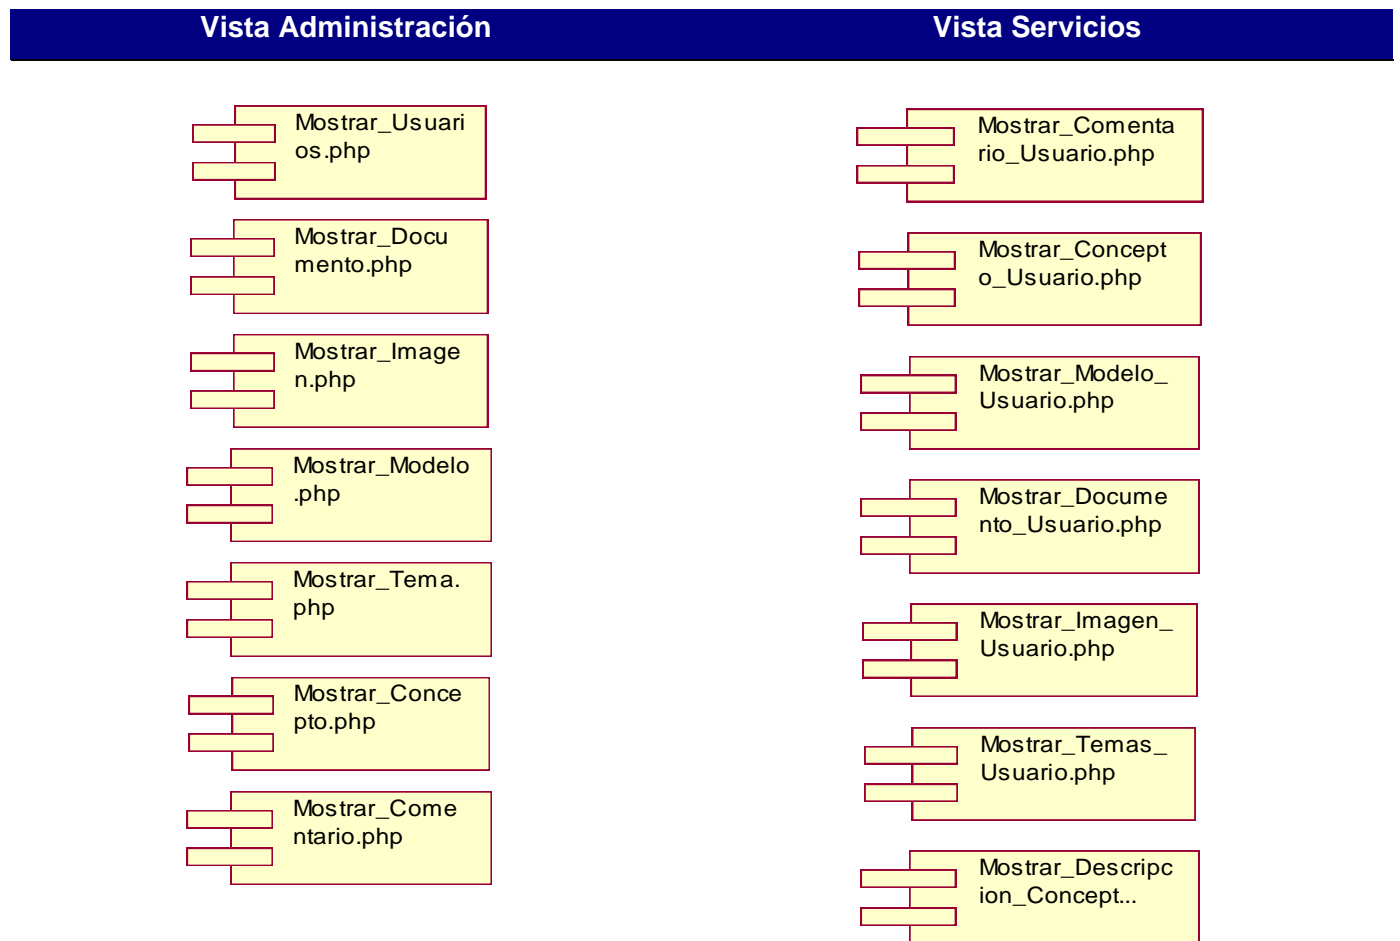 Vista Administración
Vista Servicios
Mostrar_Usuari
os.php
Mostrar_Docu
mento.php
Mostrar_Image
n.php
Mostrar_Modelo
.php
Mostrar_Tema.
php
Mostrar_Conce
pto.php
Mostrar_Come
ntario.php
Mostrar_Comenta
rio_Usuario.php
Mostrar_Concept
o_Usuario.php
Mostrar_Modelo_
Usuario.php
Mostrar_Docume
nto_Usuario.php
Mostrar_Imagen_
Usuario.php
Mostrar_Temas_
Usuario.php
Mostrar_Descripc
ion_Concept...